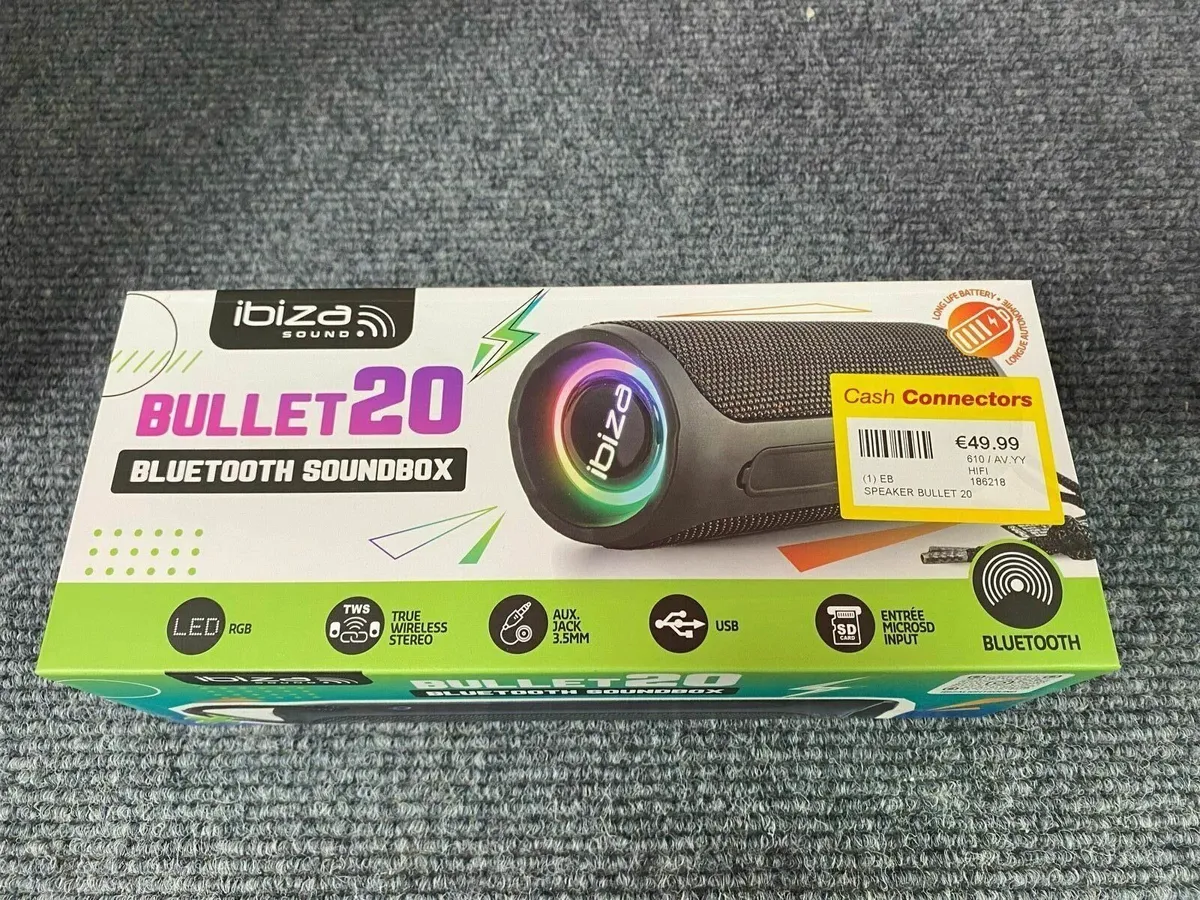 ibiza
SOUND
BULLET20
BLUETOOTH SOUNDBOX
ibiza
LONG LIFE BATTERY •
LONGUE AUTONOMIE
Cash Connectors
€49.99
610 / AV.YY
HIFI
(1) EB
186218
SPEAKER BULLET 20
LED RGB
TWS
TRUE
WIRELESS
STEREO
AUX.
JACK
3.5MM
USB
SD
CARD
ENTRÉE
MICROSD
INPUT
BLUETOOTH
ibiza
BULLET20
BLUETOOTH SOUNDBOX